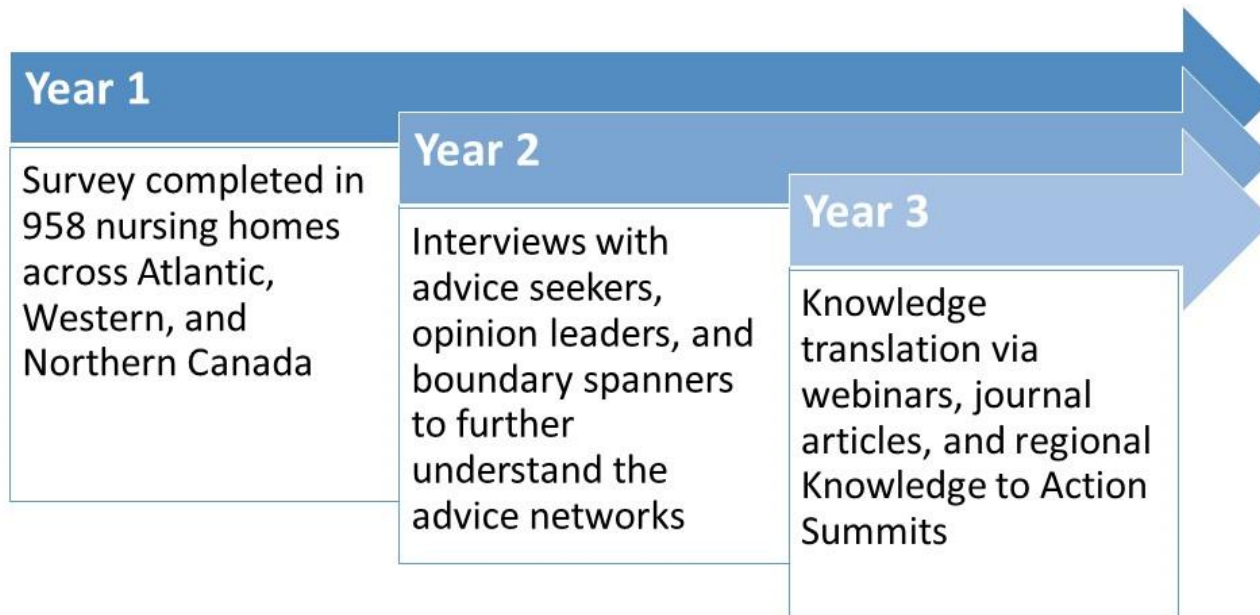 Year 1
Survey completed in
958 nursing homes
across Atlantic,
Western, and
Northern Canada
Year 2
Interviews with
advice seekers,
opinion leaders, and
boundary spanners
to further
understand the
advice networks
Year 3
Knowledge
translation via
webinars, journal
articles, and regional
Knowledge to Action
Summits